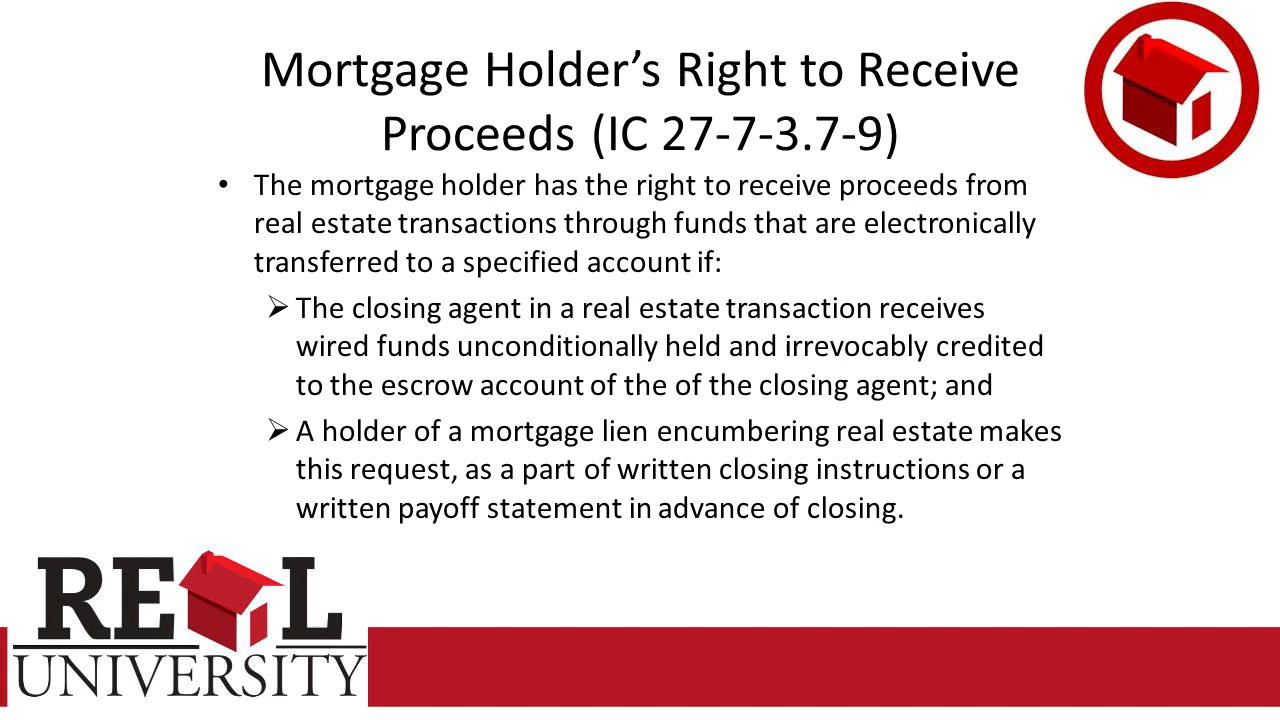 Mortgage Holder’s Right to Receive
Proceeds (IC 27-7-3.7-9)
• The mortgage holder has the right to receive proceeds from
real estate transactions through funds that are electronically
transferred to a specified account if:
➢ The closing agent in a real estate transaction receives
wired funds unconditionally held and irrevocably credited
to the escrow account of the of the closing agent; and
➢ A holder of a mortgage lien encumbering real estate makes
this request, as a part of written closing instructions or a
written payoff statement in advance of closing.
RE L
UNIVERSITY